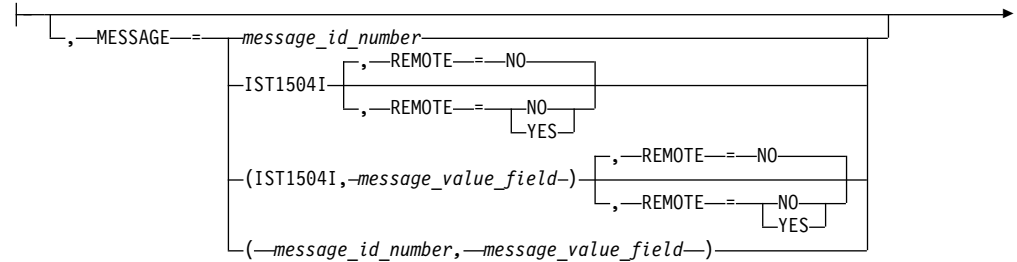 , MESSAGE = message_id_number
, REMOTE = NO
IST1504I
, REMOTE = NO
YES
, REMOTE = NO
(IST1504I, message_value_field )
, REMOTE = NO
YES
( message_id_number, message_value_field )